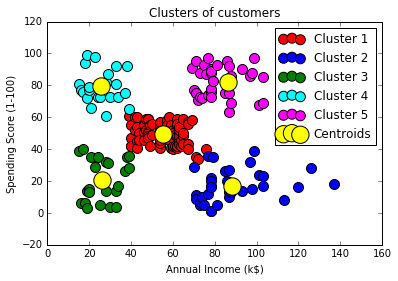 Clusters of customers
120
100
80
60
40
20
0
−20
Spending Score (1-100)
0
20
40
60
80
100
120
140
160
Annual Income (k$)
Cluster 1
Cluster 2
Cluster 3
Cluster 4
Cluster 5
Centroids